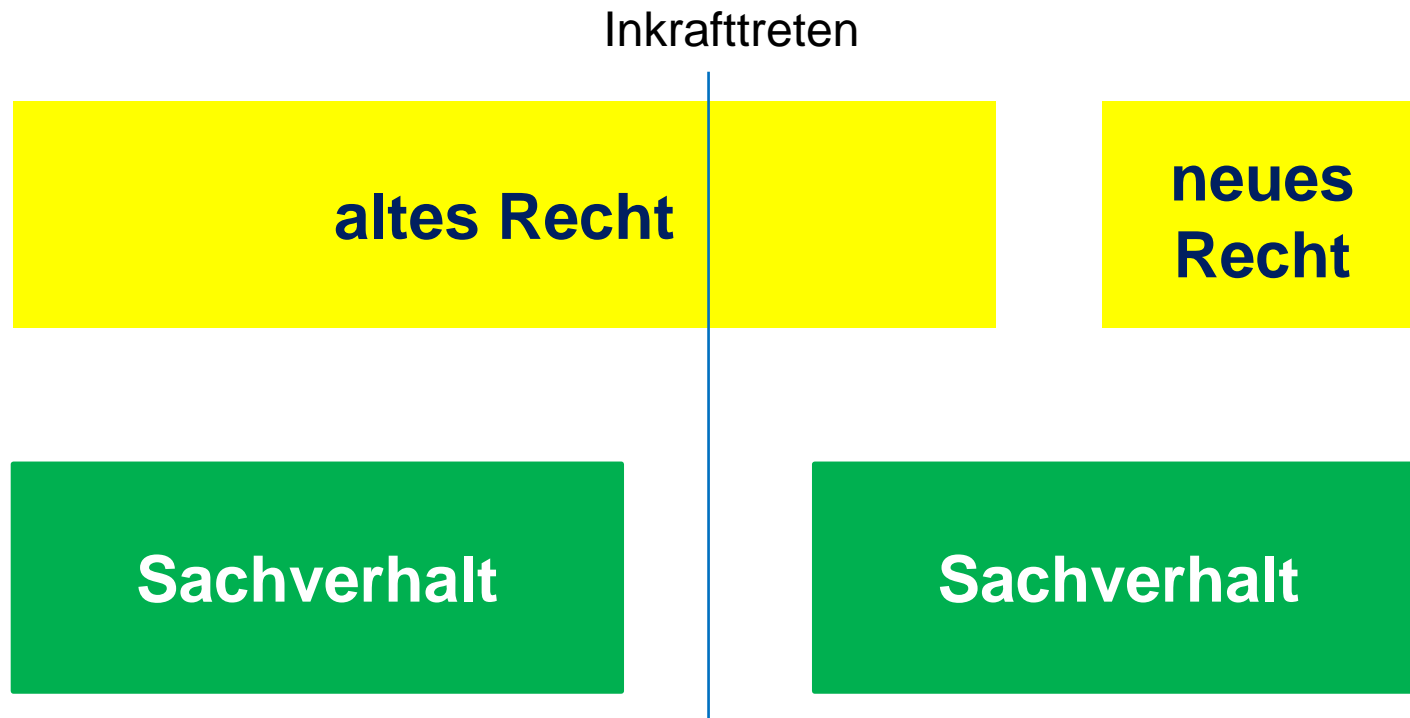 Inkrafttreten
altes Recht
neues
Recht
Sachverhalt
Sachverhalt